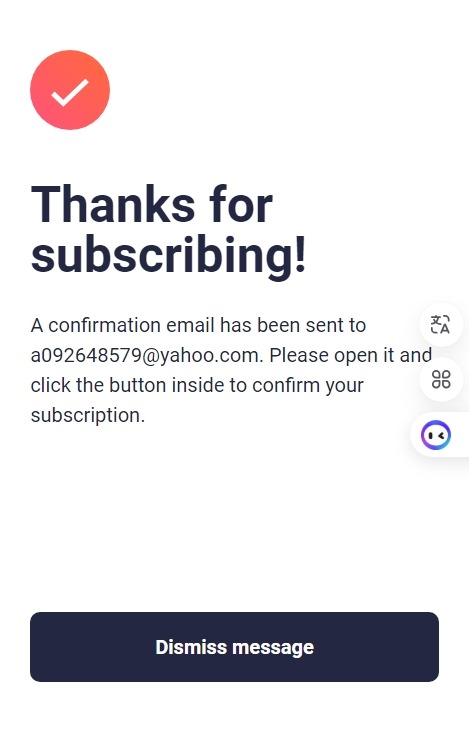 Thanks for
subscribing!
A confirmation email has been sent to
a092648579@yahoo.com. Please open it and
click the button inside to confirm your
subscription.
Dismiss message